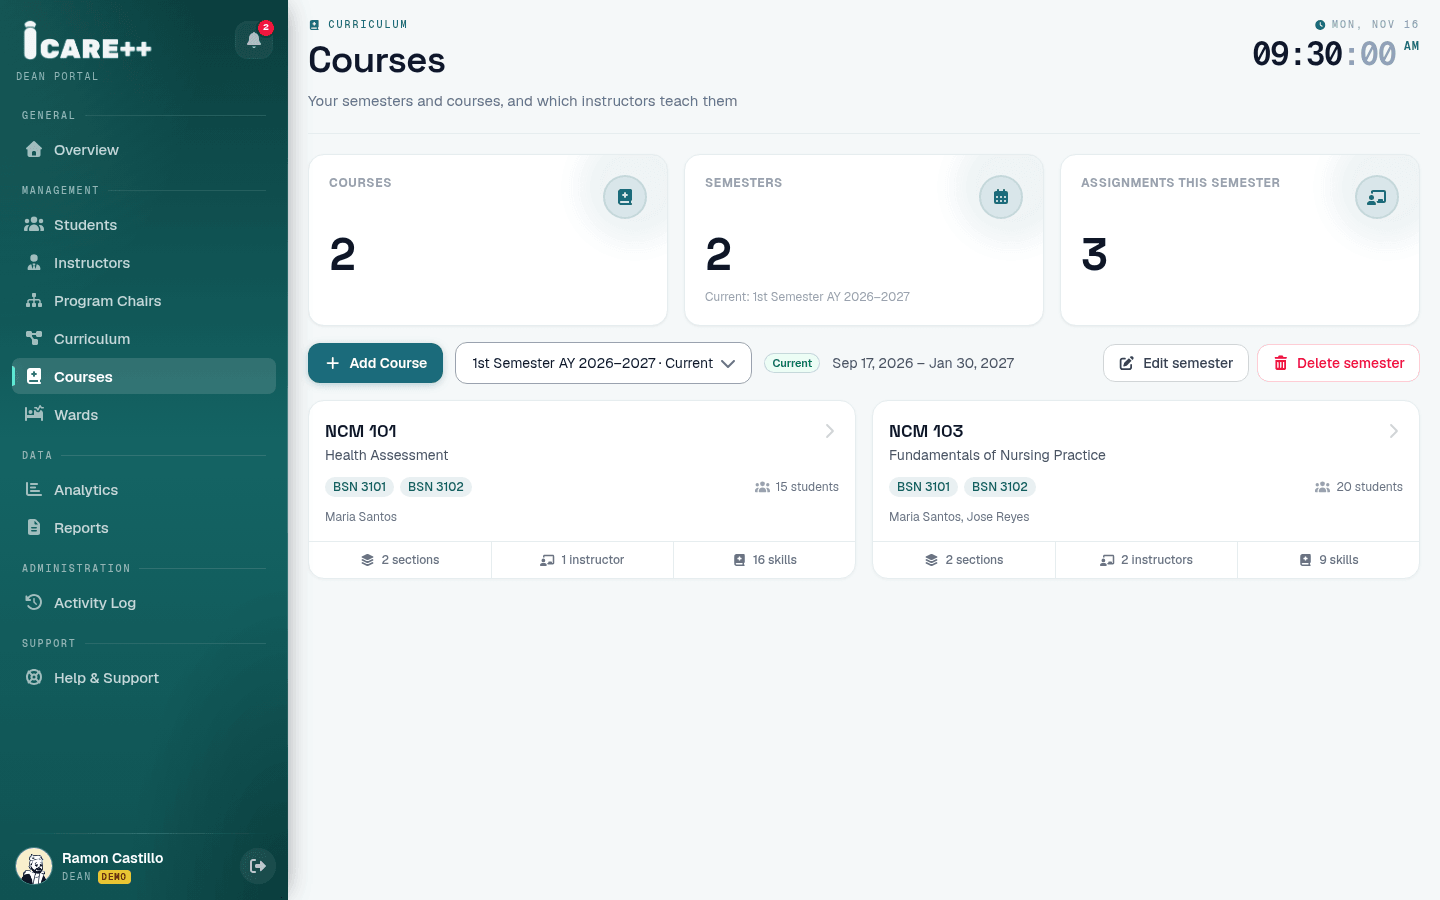 iCARE++
2
DEAN PORTAL
GENERAL
Overview
MANAGEMENT
Students
Instructors
Program Chairs
Curriculum
Courses
Wards
DATA
Analytics
Reports
ADMINISTRATION
Activity Log
SUPPORT
Help & Support
Ramon Castillo
DEAN DEMO
CURRICULUM
Courses
Your semesters and courses, and which instructors teach them
MON, NOV 16
09:30:00 AM
COURSES
2
SEMESTERS
2
Current: 1st Semester AY 2026–2027
ASSIGNMENTS THIS SEMESTER
3
Add Course
1st Semester AY 2026–2027 · Current
Current
Sep 17, 2026 – Jan 30, 2027
Edit semester
Delete semester
NCM 101
Health Assessment
BSN 3101 BSN 3102
15 students
Maria Santos
2 sections
1 instructor
16 skills
NCM 103
Fundamentals of Nursing Practice
BSN 3101 BSN 3102
20 students
Maria Santos, Jose Reyes
2 sections
2 instructors
9 skills